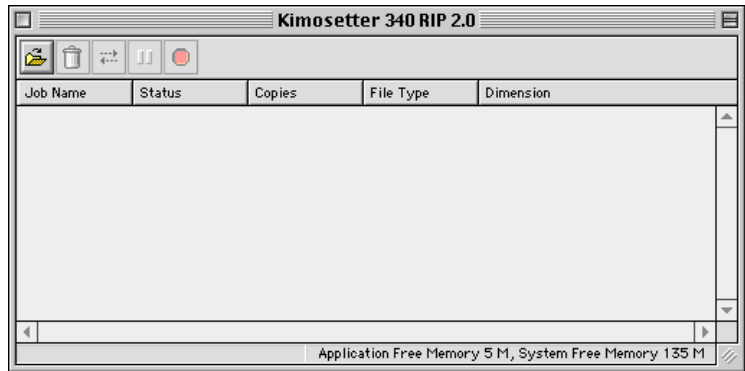 Kimosetter 340 RIP 2.0
Job Name Status Copies File Type Dimension
Application Free Memory 5 M, System Free Memory 135 M